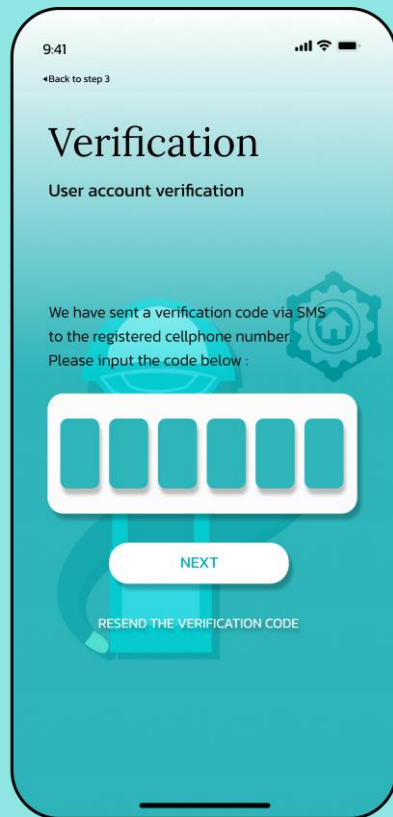 9:41
◂Back to step 3
Verification
User account verification
We have sent a verification code via SMS
to the registered cellphone number.
Please input the code below :
NEXT
RESEND THE VERIFICATION CODE